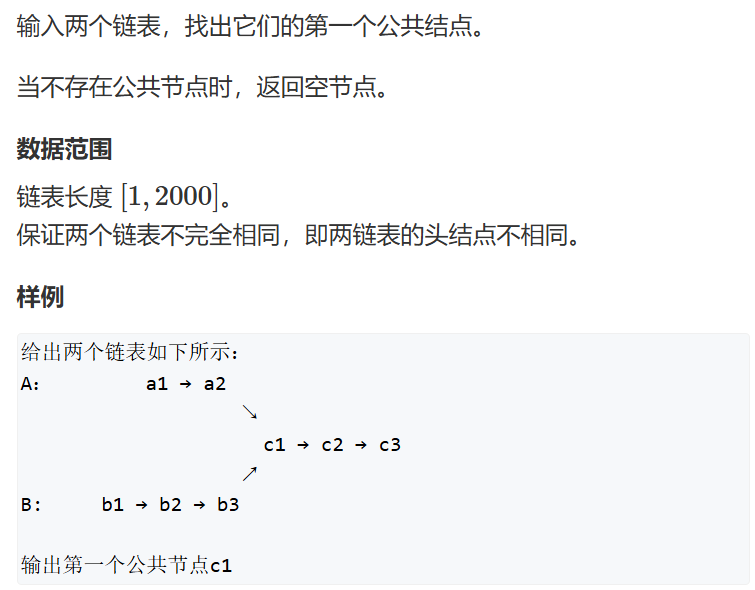 输入两个链表，找出它们的第一个公共结点。
当不存在公共节点时，返回空节点。
数据范围
链表长度 [1, 2000]。
保证两个链表不完全相同，即两链表的头结点不相同。
样例
给出两个链表如下所示：
A:        a1 → a2
                   ↘
                     c1 → c2 → c3
                   ↗
B:     b1 → b2 → b3
输出第一个公共节点c1